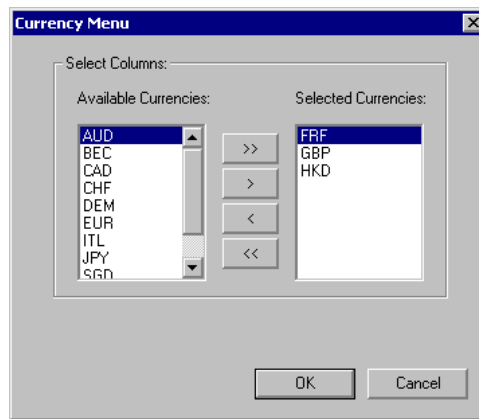 Currency Menu
Select Columns:
Available Currencies:
Selected Currencies:
AUD
BEC
CAD
CHF
DEM
EUR
ITL
JPY
SGD
>>
>
<
<<
FRF
GBP
HKD
OK
Cancel